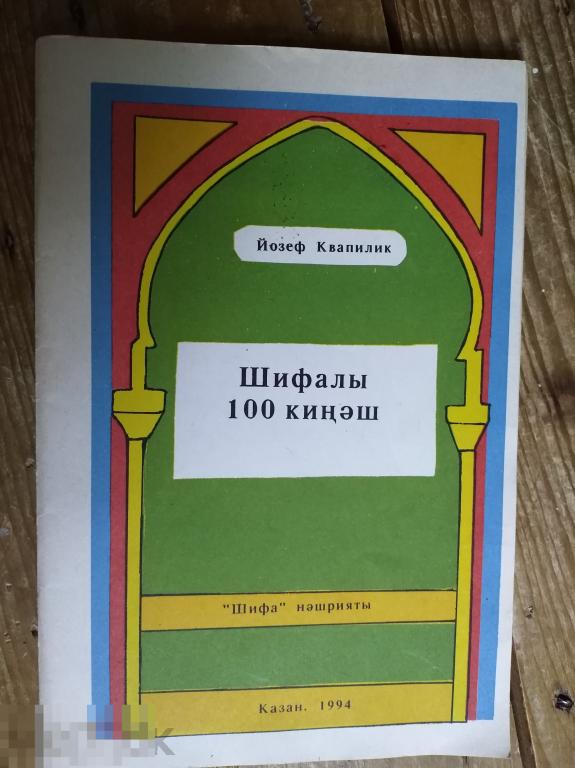 Йозеф Квапилик
Шифалы
100 киңәш
"Шифа" нәшрияты
Казан. 1994